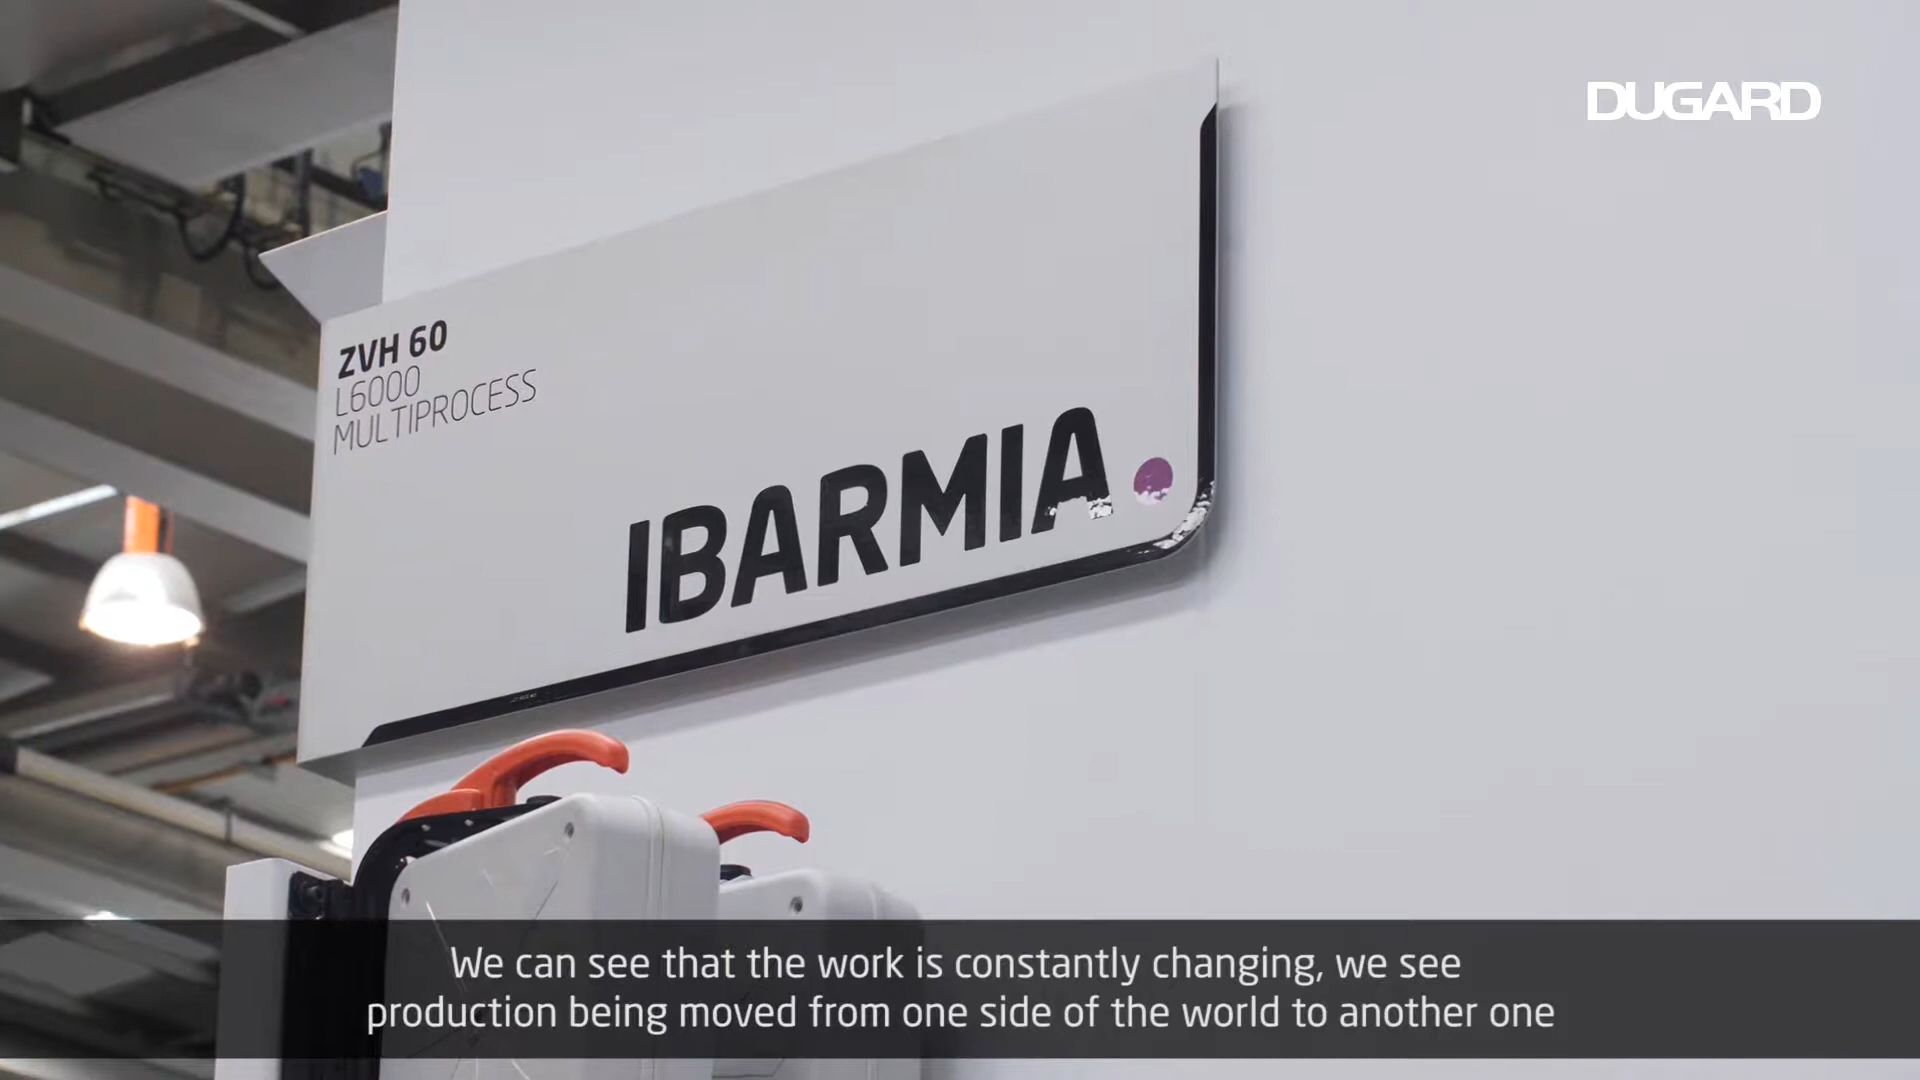 DUGARD
ZVH 60
L6000
MULTIPROCESS
IBARMIA
We can see that the work is constantly changing, we see
production being moved from one side of the world to another one